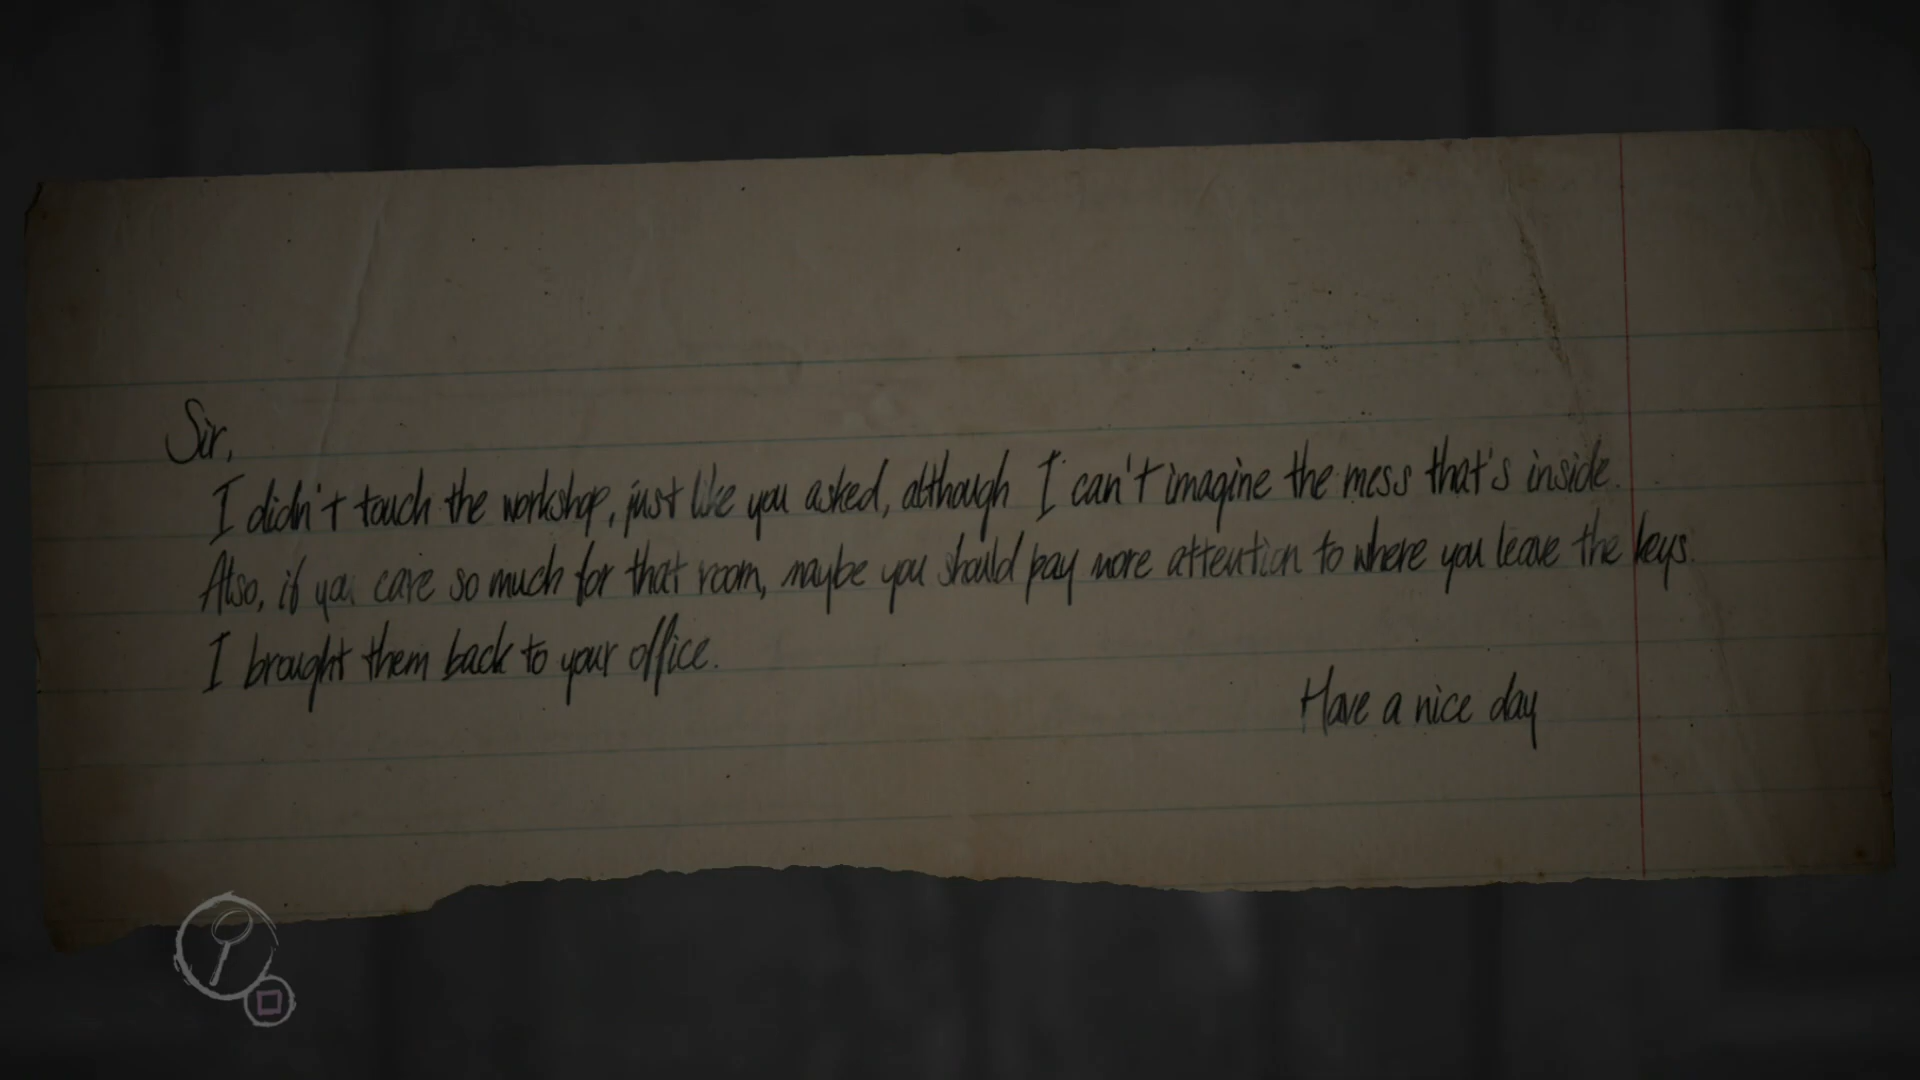 Sir,
I didn't touch the workshop, just like you asked, although I can't imagine the mess that's inside.
Also, if you care so much for that room, maybe you should pay more attention to where you leave the keys.
I brought them back to your office.
Have a nice day